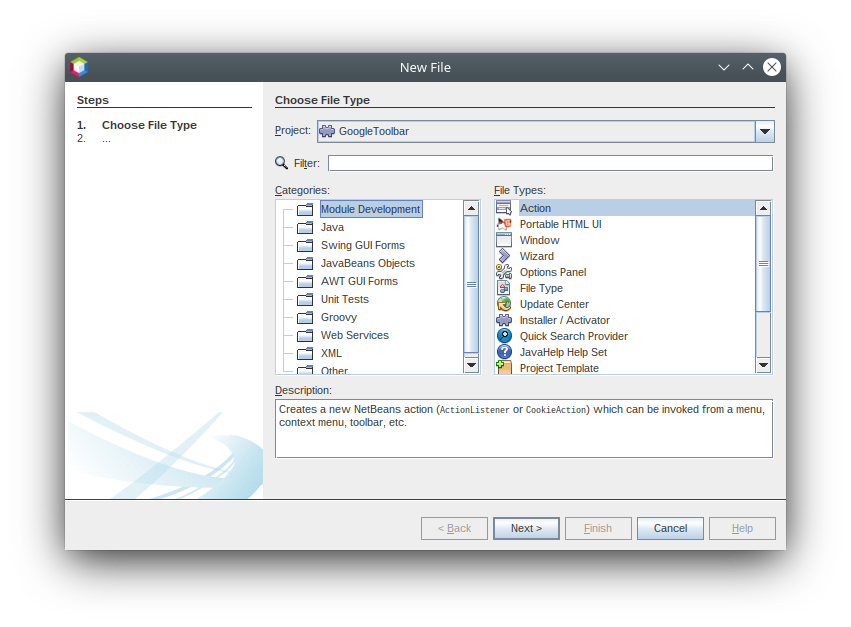 New File
Steps
1. Choose File Type
2. ...
Choose File Type
Project: GoogleToolbar
Filter:
Categories:
Module Development
Java
Swing GUI Forms
JavaBeans Objects
AWT GUI Forms
Unit Tests
Groovy
Web Services
XML
Other
File Types:
Action
Portable HTML UI
Window
Wizard
Options Panel
File Type
Update Center
Installer / Activator
Quick Search Provider
JavaHelp Help Set
Project Template
Description:
Creates a new NetBeans action (ActionListener or CookieAction) which can be invoked from a menu,
context menu, toolbar, etc.
< Back Next > Finish Cancel Help